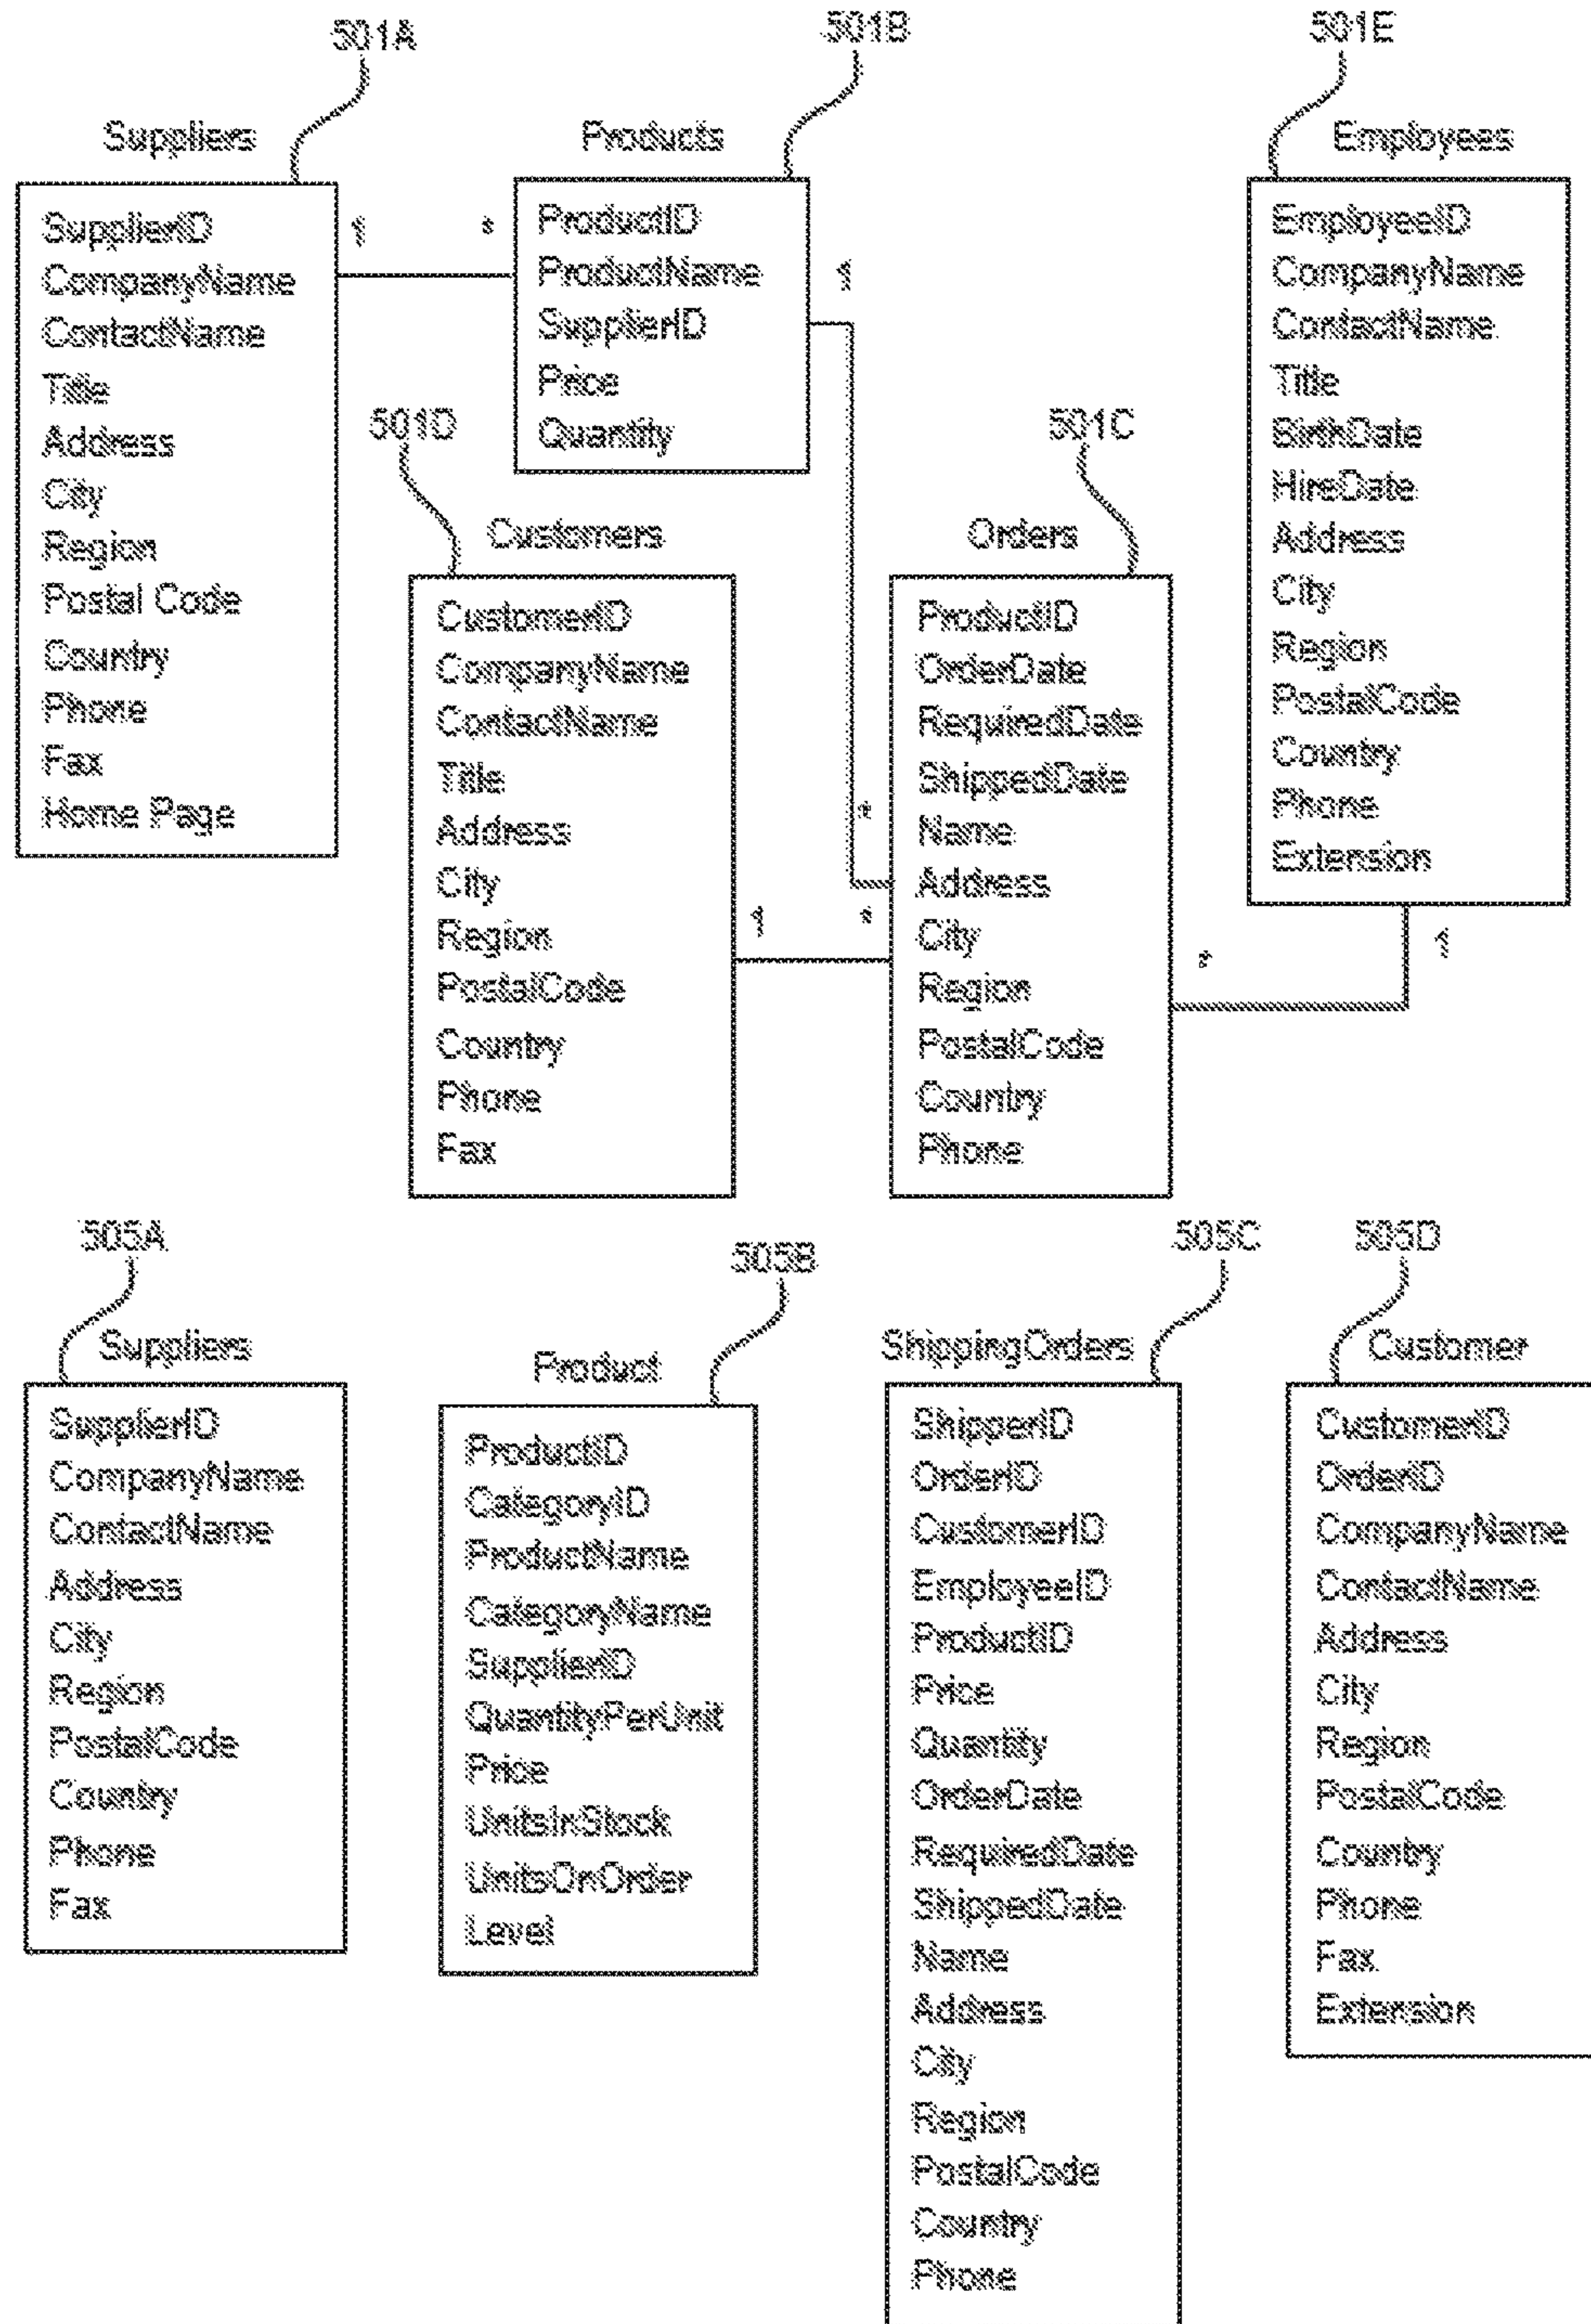 501A
501B
501E
Suppliers
Products
Employees
SupplierID
CompanyName
ContactName
Title
Address
City
Region
Postal Code
Country
Phone
Fax
Home Page
1
*
ProductID
ProductName
SupplierID
Price
Quantity
1
*
EmployeeID
CompanyName
ContactName
Title
BirthDate
HireDate
Address
City
Region
PostalCode
Country
Phone
Extension
501D
501C
Customers
Orders
CustomerID
CompanyName
ContactName
Title
Address
City
Region
PostalCode
Country
Phone
Fax
1
*
ProductID
OrderDate
RequiredDate
ShippedDate
Name
Address
City
Region
PostalCode
Country
Phone
*
1
505A
505B
505C
505D
Suppliers
Product
ShippingOrders
Customer
SupplierID
CompanyName
ContactName
Address
City
Region
PostalCode
Country
Phone
Fax
ProductID
CategoryID
ProductName
CategoryName
SupplierID
QuantityPerUnit
Price
UnitsInStock
UnitsOnOrder
Level
ShipperID
OrderID
CustomerID
EmployeeID
ProductID
Price
Quantity
OrderDate
RequiredDate
ShippedDate
Name
Address
City
Region
PostalCode
Country
Phone
CustomerID
OrderID
CompanyName
ContactName
Address
City
Region
PostalCode
Country
Phone
Fax
Extension